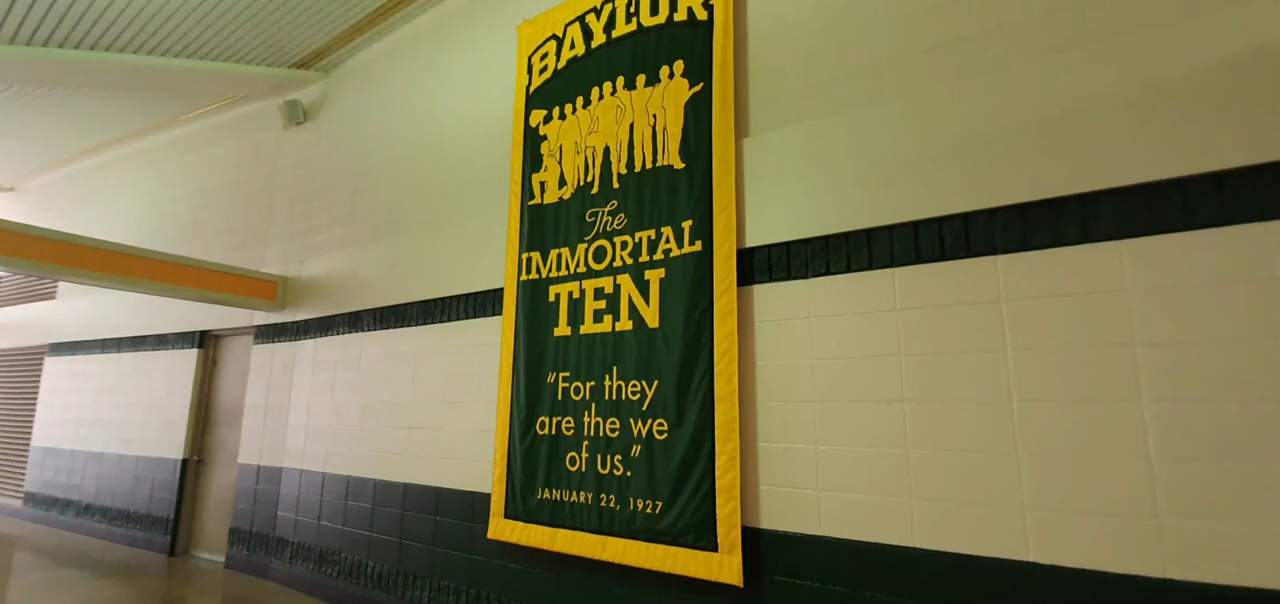 BAYLOR
The
IMMORTAL
TEN
“For they
are the we
of us.”
JANUARY 22, 1927